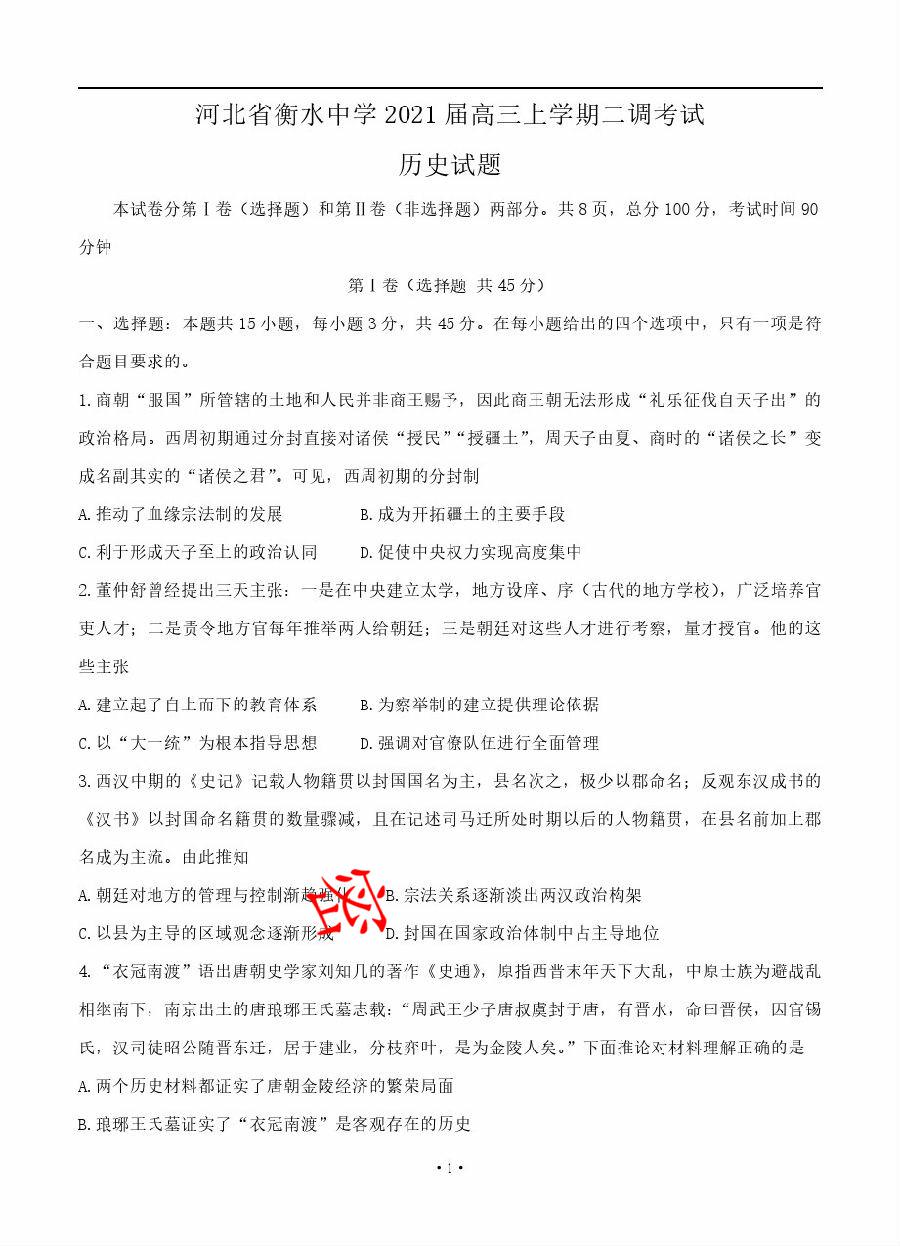 河北省衡水中学2021届高三上学期二调考试
历史试题
本试卷分第Ⅰ卷（选择题）和第Ⅱ卷（非选择题）两部分。共8页，总分100分，考试时间90
分钟
第Ⅰ卷（选择题 共45分）
一、选择题：本题共15小题，每小题3分，共45分。在每小题给出的四个选项中，只有一项是符
合题目要求的。
1.商朝“服国”所管辖的土地和人民并非商王赐予，因此商王朝无法形成“礼乐征伐自天子出”的
政治格局。西周初期通过分封直接对诸侯“授民”“授疆土”，周天子由夏、商时的“诸侯之长”变
成名副其实的“诸侯之君”。可见，西周初期的分封制
A.推动了血缘宗法制的发展 B.成为开拓疆土的主要手段
C.利于形成天子至上的政治认同 D.促使中央权力实现高度集中
2.董仲舒曾经提出三天主张：一是在中央建立太学，地方设庠、序（古代的地方学校），广泛培养官
吏人才；二是责令地方官每年推举两人给朝廷；三是朝廷对这些人才进行考察，量才授官。他的这
些主张
A.建立起了自上而下的教育体系 B.为察举制的建立提供理论依据
C.以“大一统”为根本指导思想 D.强调对官僚队伍进行全面管理
3.西汉中期的《史记》记载人物籍贯以封国国名为主，县名次之，极少以郡命名；反观东汉成书的
《汉书》以封国命名籍贯的数量骤减，且在记述司马迁所处时期以后的人物籍贯，在县名前加上郡
名成为主流。由此推知
A.朝廷对地方的管理与控制渐趋强化 B.宗法关系逐渐淡出两汉政治构架
C.以县为主导的区域观念逐渐形成 D.封国在国家政治体制中占主导地位
密
4.“衣冠南渡”语出唐朝史学家刘知几的著作《史通》，原指西晋末年天下大乱，中原士族为避战乱
相继南下。南京出土的唐琅琊王氏墓志载：“周武王少子唐叔虞封于唐，有晋水，命曰晋侯，因官锡
氏，汉司徒昭公随晋东迁，居于建业，分枝弈叶，是为金陵人矣。”下面推论对材料理解正确的是
A.两个历史材料都证实了唐朝金陵经济的繁荣局面
B.琅琊王氏墓证实了“衣冠南渡”是客观存在的历史
•1•